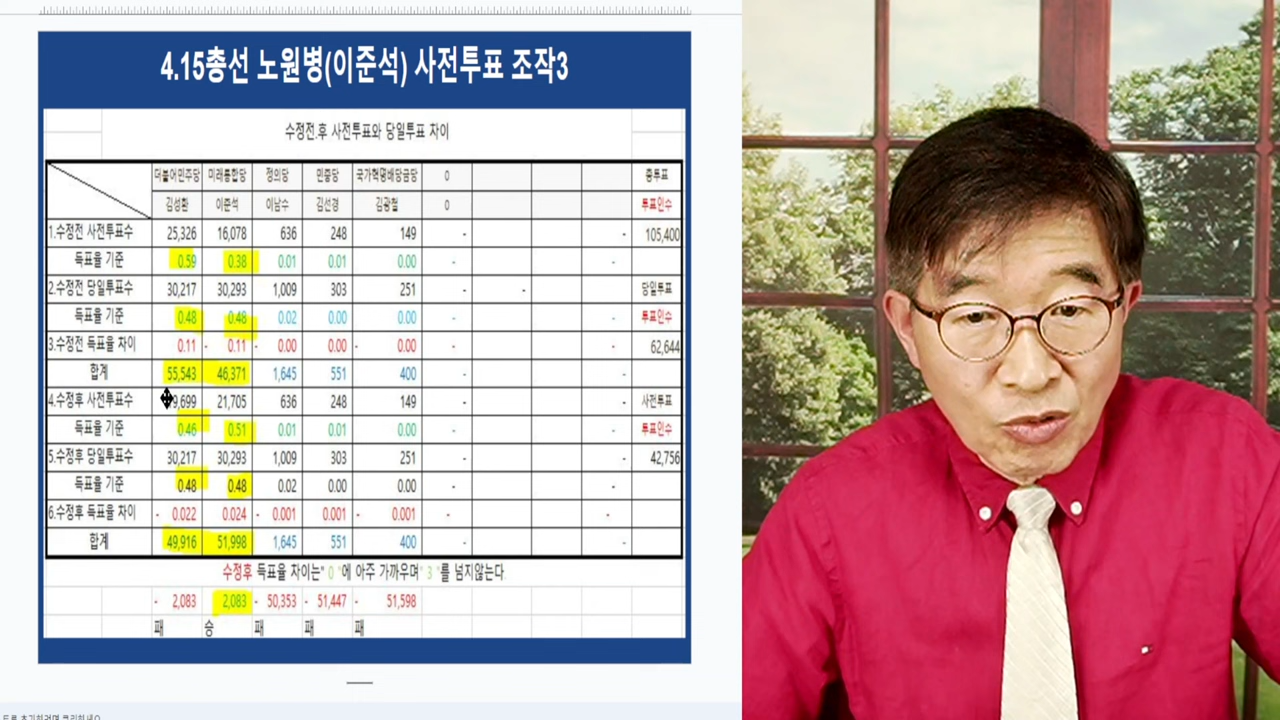 4.15총선 노원병(이준석) 사전투표 조작3
수정전.후 사전투표와 당일투표 차이
더불어민주당 미래통합당 정의당 민중당 국가혁명배당금당 0 총투표
김성환 이준석 이남수 김선경 김광철 0 투표인수
1.수정전 사전투표수 25,326 16,078 636 248 149 - - 105,400
득표율 기준 0.59 0.38 0.01 0.01 0.00 - -
2.수정전 당일투표수 30,217 30,293 1,009 303 251 - - - 당일투표
득표율 기준 0.48 0.48 0.02 0.00 0.00 - - 투표인수
3.수정전 득표율 차이 0.11 - 0.11 - 0.00 0.00 - 0.00 - - 62,644
합계 55,543 46,371 1,645 551 400 - -
4.수정후 사전투표수 9,699 21,705 636 248 149 - - 사전투표
득표율 기준 0.46 0.51 0.01 0.01 0.00 - - 투표인수
5.수정후 당일투표수 30,217 30,293 1,009 303 251 - - 42,756
득표율 기준 0.48 0.48 0.02 0.00 0.00 - -
6.수정후 득표율 차이 - 0.022 0.024 - 0.001 0.001 - 0.001 - -
합계 49,916 51,998 1,645 551 400 - -
수정후 득표율 차이는" 0 "에 아주 가까우며" 3 "를 넘지않는다.
- 2,083 2,083 - 50,353 - 51,447 - 51,598
패 승 패 패 패